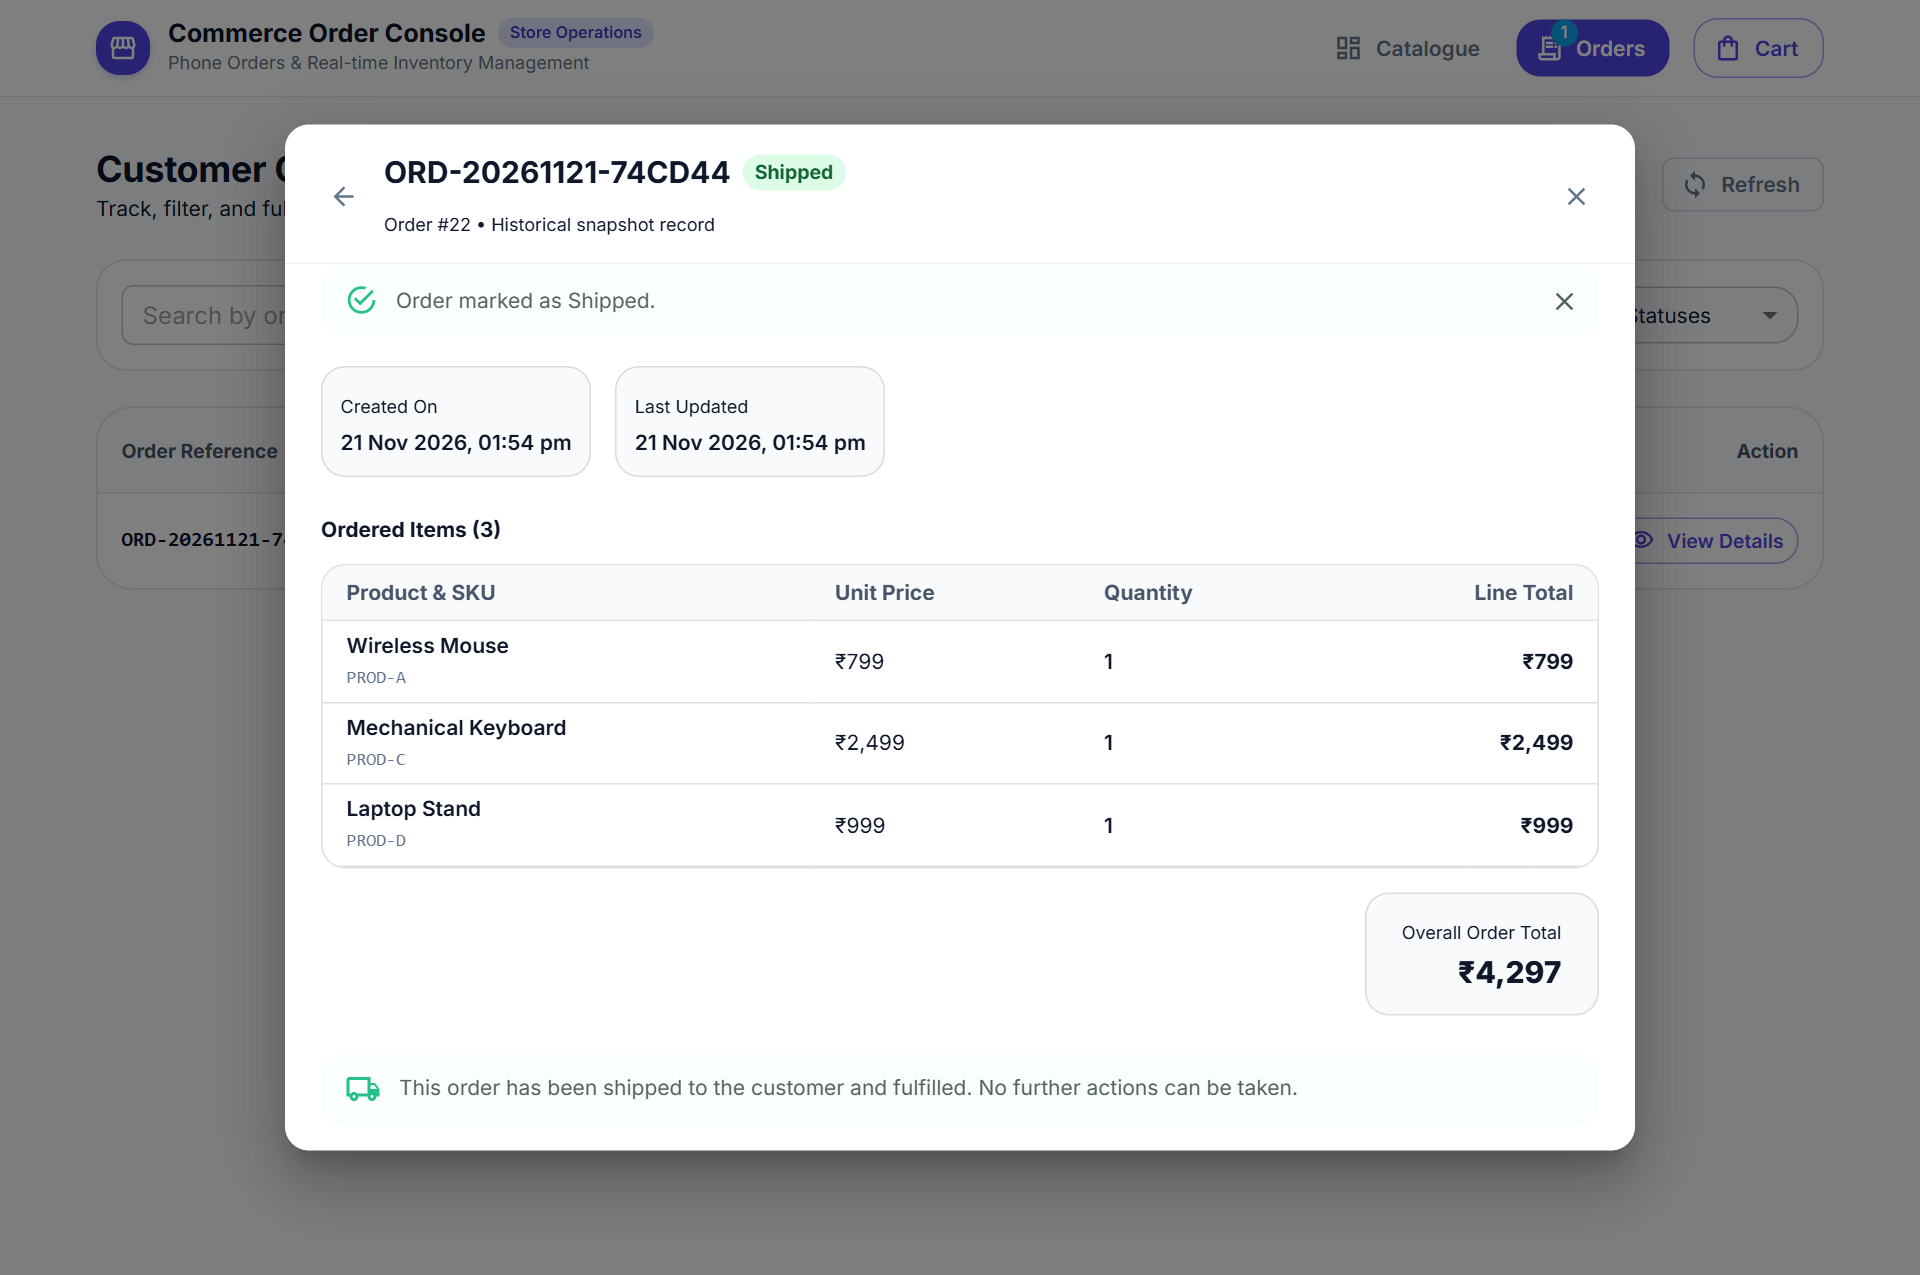 Commerce Order Console
Store Operations
Phone Orders & Real-time Inventory Management
Catalogue
1
Orders
Cart
Customer
Track, filter, and
Refresh
Search by
Statuses
Order Reference
Action
ORD-20261121-7
View Details
ORD-20261121-74CD44
Shipped
Order #22 • Historical snapshot record
Order marked as Shipped.
Created On
21 Nov 2026, 01:54 pm
Last Updated
21 Nov 2026, 01:54 pm
Ordered Items (3)
Product & SKU Unit Price Quantity Line Total
Wireless Mouse
PROD-A
₹799 1 ₹799
Mechanical Keyboard
PROD-C
₹2,499 1 ₹2,499
Laptop Stand
PROD-D
₹999 1 ₹999
Overall Order Total
₹4,297
This order has been shipped to the customer and fulfilled. No further actions can be taken.